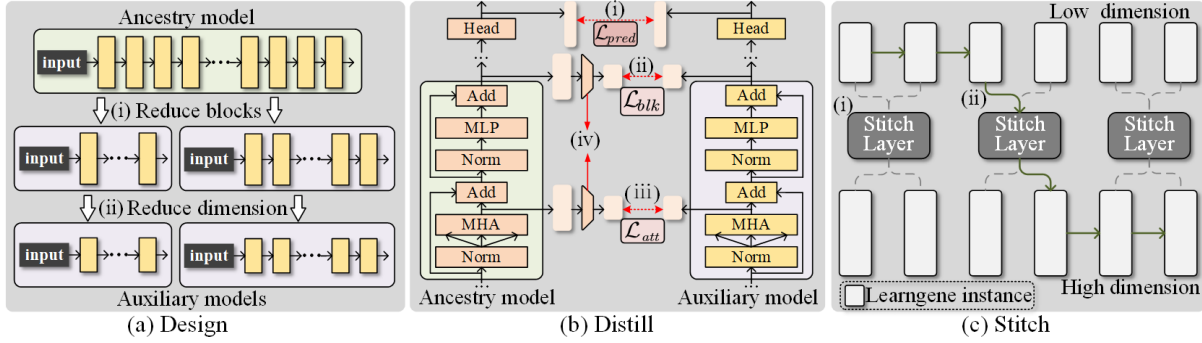 Ancestry model
input
(i) Reduce blocks
input
input
(ii) Reduce dimension
input
input
Auxiliary models
(a) Design
Head
(i)
L_pred
Head
(ii)
L_blk
Add
MLP
Norm
Add
MHA
Norm
Ancestry model
(iv)
(iii)
L_att
Add
MLP
Norm
Add
MHA
Norm
Auxiliary model
(b) Distill
Low dimension
(i)
(ii)
Stitch
Layer
Stitch
Layer
Stitch
Layer
Learngene instance
High dimension
(c) Stitch